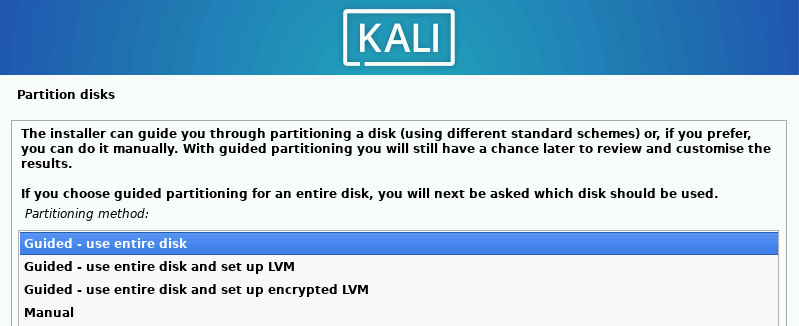 KALI
Partition disks
The installer can guide you through partitioning a disk (using different standard schemes) or, if you prefer,
you can do it manually. With guided partitioning you will still have a chance later to review and customise the
results.
If you choose guided partitioning for an entire disk, you will next be asked which disk should be used.
Partitioning method:
Guided - use entire disk
Guided - use entire disk and set up LVM
Guided - use entire disk and set up encrypted LVM
Manual